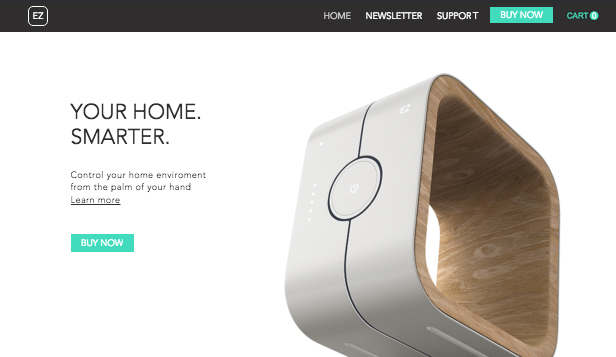 EZ
HOME NEWSLETTER SUPPORT BUY NOW CART 0
YOUR HOME.
SMARTER.
Control your home enviroment
from the palm of your hand
Learn more
BUY NOW
EZ